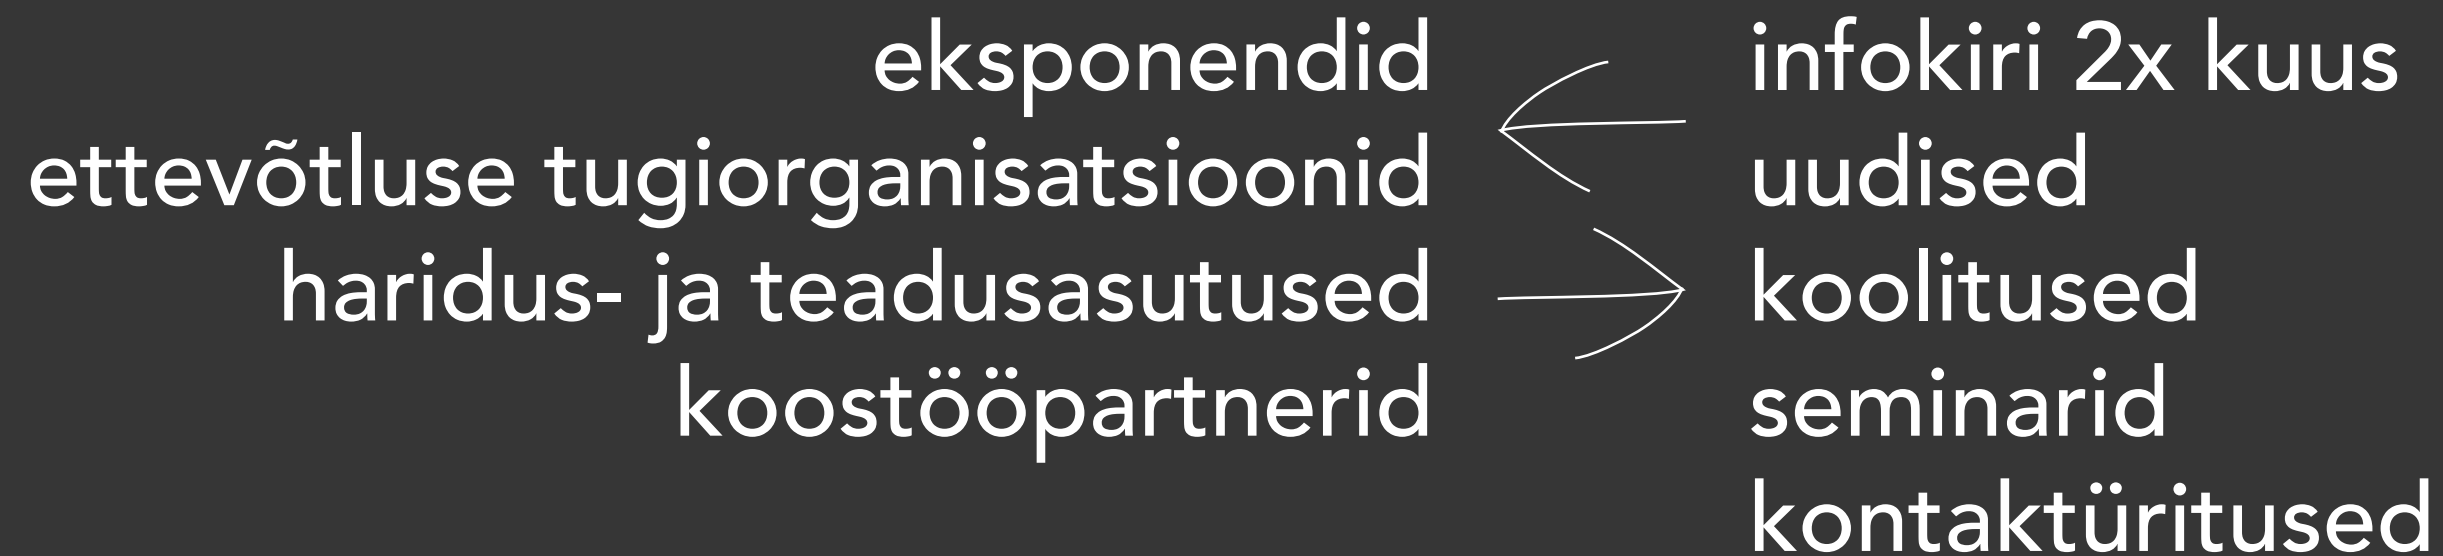 eksponendid
ettevõtluse tugiorganisatsioonid
haridus- ja teadusasutused
koostööpartnerid
infokiri 2x kuus
uudised
koolitused
seminarid
kontaktüritused